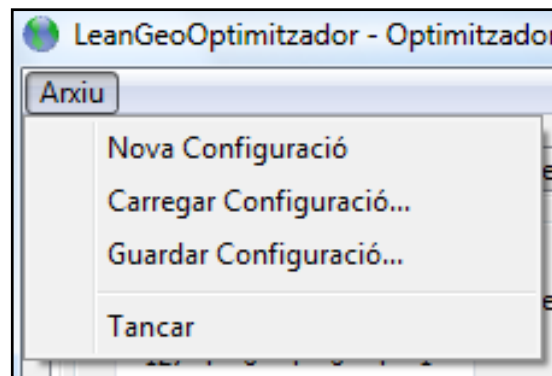 LeanGeoOptimitzador - Optimitzador
Arxiu
Nova Configuració
Carregar Configuració...
Guardar Configuració...
Tancar